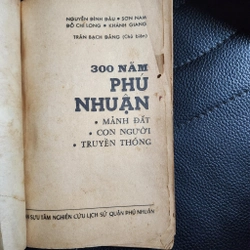 NGUYỄN ĐÌNH ĐẦU • SƠN NAM
ĐỖ CHÍ LONG • KHÁNH GIANG
TRẦN BẠCH ĐẰNG (Chủ biên)
300 NĂM
PHÚ
NHUẬN
• MẢNH ĐẤT
• CON NGƯỜI
• TRUYỀN THỐNG
SƯU TẦM NGHIÊN CỨU LỊCH SỬ QUẬN PHÚ NHUẬN